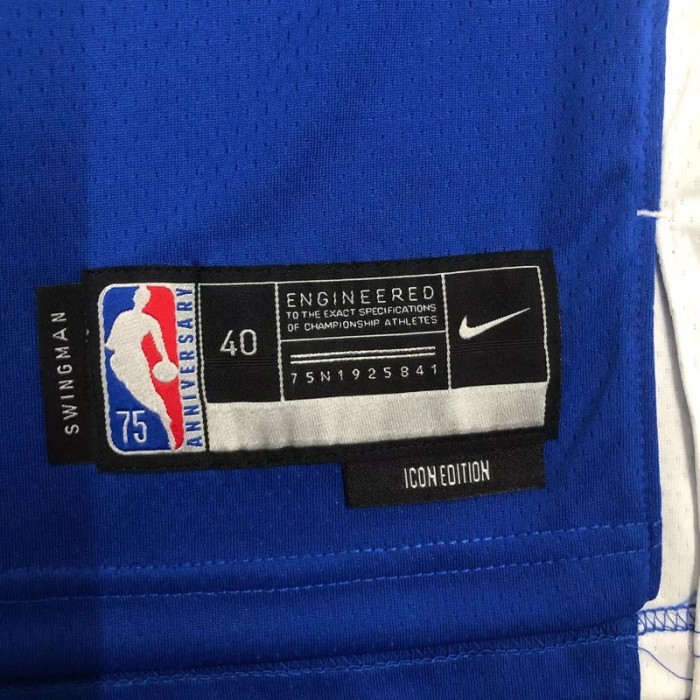 SWINGMAN
75
ANNIVERSARY
40
ENGINEERED
TO THE EXACT SPECIFICATIONS
OF CHAMPIONSHIP ATHLETES
75N1925841
ICON EDITION